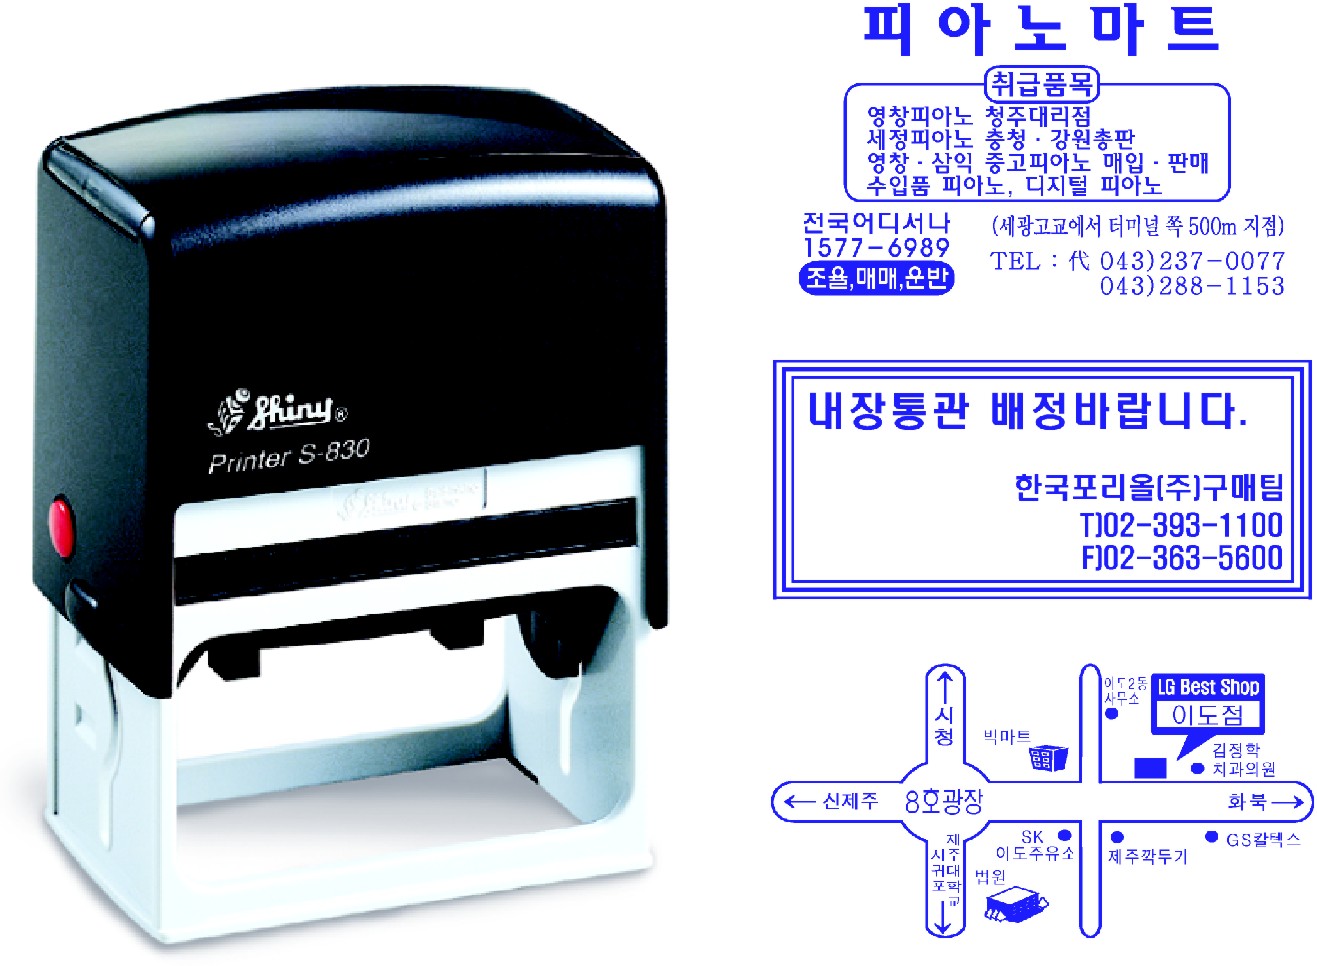 Shiny®
Printer S-830
피아노마트
취급품목
영창피아노 청주대리점
세정피아노 충청·강원총판
영창·삼익 중고피아노 매입·판매
수입품 피아노, 디지털 피아노
전국어디서나
1577-6989
조율,매매,운반
(세광고교에서 터미널 쪽 500m 지점)
TEL : 代 043)237-0077
043)288-1153
내장통관 배정바랍니다.
한국포리올(주)구매팀
T)02-393-1100
F)02-363-5600
시청
빅마트
이도2동
사무소
LG Best Shop
이도점
김정학
치과의원
신제주
8호광장
화북
SK
이도주유소
제주깍두기
GS칼텍스
제주대학교
시귀포
법원